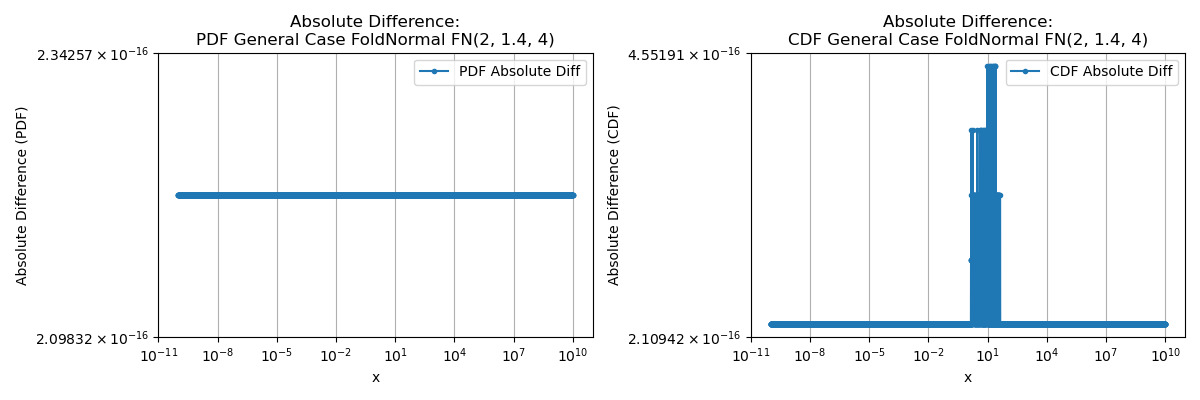 Absolute Difference:
PDF General Case FoldNormal FN(2, 1.4, 4)
2.34257 × 10⁻¹⁶
PDF Absolute Diff
Absolute Difference (PDF)
2.09832 × 10⁻¹⁶
10⁻¹¹ 10⁻⁸ 10⁻⁵ 10⁻² 10¹ 10⁴ 10⁷ 10¹⁰
x
Absolute Difference:
CDF General Case FoldNormal FN(2, 1.4, 4)
4.55191 × 10⁻¹⁶
CDF Absolute Diff
Absolute Difference (CDF)
2.10942 × 10⁻¹⁶
10⁻¹¹ 10⁻⁸ 10⁻⁵ 10⁻² 10¹ 10⁴ 10⁷ 10¹⁰
x